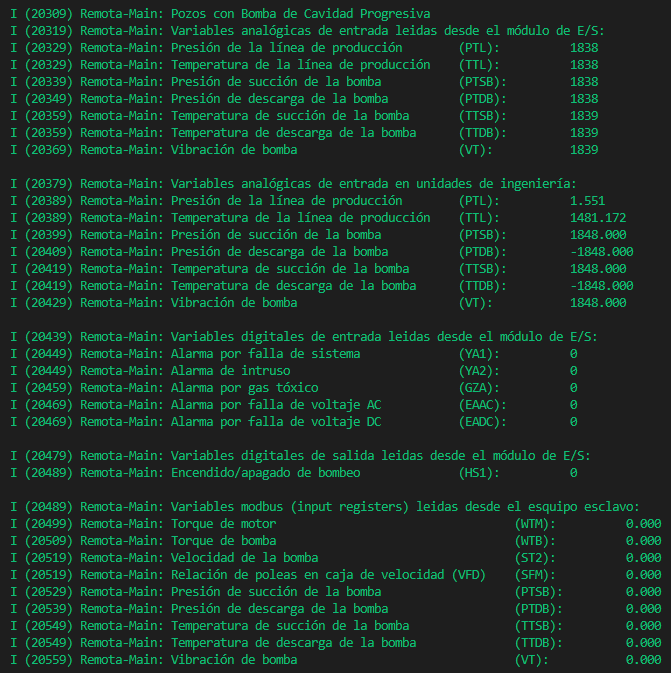 I (20309) Remota-Main: Pozos con Bomba de Cavidad Progresiva
I (20319) Remota-Main: Variables analógicas de entrada leidas desde el módulo de E/S:
I (20329) Remota-Main: Presión de la línea de producción (PTL): 1838
I (20329) Remota-Main: Temperatura de la línea de producción (TTL): 1838
I (20339) Remota-Main: Presión de succión de la bomba (PTSB): 1838
I (20349) Remota-Main: Presión de descarga de la bomba (PTDB): 1838
I (20359) Remota-Main: Temperatura de succión de la bomba (TTSB): 1839
I (20359) Remota-Main: Temperatura de descarga de la bomba (TTDB): 1839
I (20369) Remota-Main: Vibración de bomba (VT): 1839
I (20379) Remota-Main: Variables analógicas de entrada en unidades de ingeniería:
I (20389) Remota-Main: Presión de la línea de producción (PTL): 1.551
I (20389) Remota-Main: Temperatura de la línea de producción (TTL): 1481.172
I (20399) Remota-Main: Presión de succión de la bomba (PTSB): 1848.000
I (20409) Remota-Main: Presión de descarga de la bomba (PTDB): -1848.000
I (20419) Remota-Main: Temperatura de succión de la bomba (TTSB): 1848.000
I (20419) Remota-Main: Temperatura de descarga de la bomba (TTDB): -1848.000
I (20429) Remota-Main: Vibración de bomba (VT): 1848.000
I (20439) Remota-Main: Variables digitales de entrada leidas desde el módulo de E/S:
I (20449) Remota-Main: Alarma por falla de sistema (YA1): 0
I (20449) Remota-Main: Alarma de intruso (YA2): 0
I (20459) Remota-Main: Alarma por gas tóxico (GZA): 0
I (20469) Remota-Main: Alarma por falla de voltaje AC (EAAC): 0
I (20469) Remota-Main: Alarma por falla de voltaje DC (EADC): 0
I (20479) Remota-Main: Variables digitales de salida leidas desde el módulo de E/S:
I (20489) Remota-Main: Encendido/apagado de bombeo (HS1): 0
I (20489) Remota-Main: Variables modbus (input registers) leidas desde el esquipo esclavo:
I (20499) Remota-Main: Torque de motor (WTM): 0.000
I (20509) Remota-Main: Torque de bomba (WTB): 0.000
I (20519) Remota-Main: Velocidad de la bomba (ST2): 0.000
I (20519) Remota-Main: Relación de poleas en caja de velocidad (VFD) (SFM): 0.000
I (20529) Remota-Main: Presión de succión de la bomba (PTSB): 0.000
I (20539) Remota-Main: Presión de descarga de la bomba (PTDB): 0.000
I (20549) Remota-Main: Temperatura de succión de la bomba (TTSB): 0.000
I (20549) Remota-Main: Temperatura de descarga de la bomba (TTDB): 0.000
I (20559) Remota-Main: Vibración de bomba (VT): 0.000